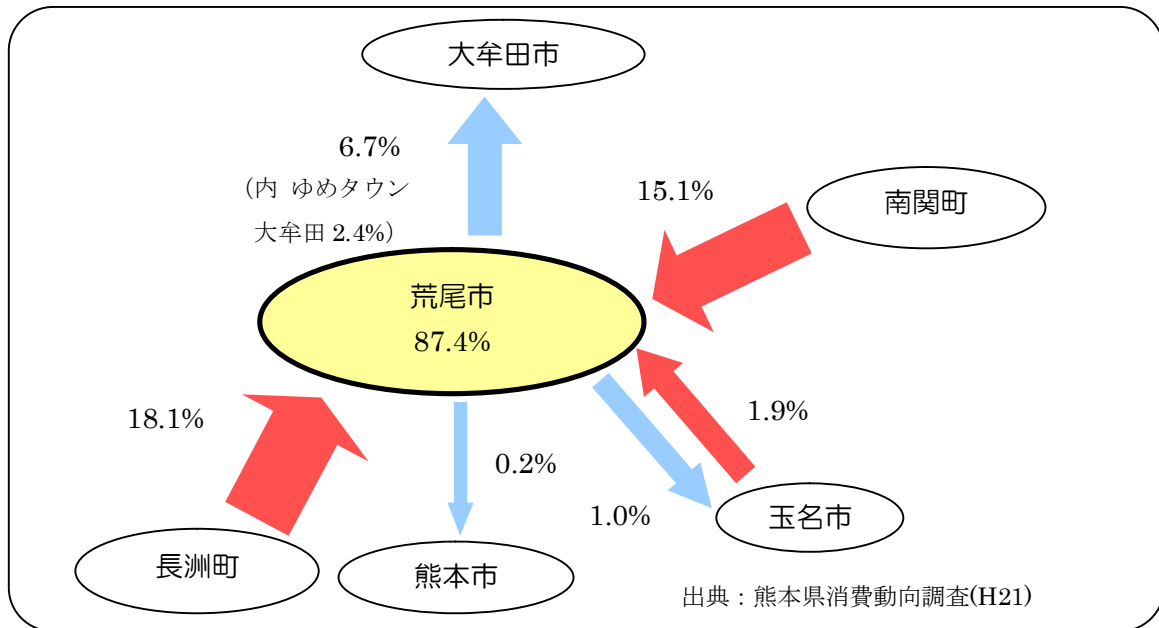 大牟田市
6.7%
(内 ゆめタウン
大牟田 2.4%)
15.1%
南関町
荒尾市
87.4%
18.1%
1.9%
0.2%
1.0%
玉名市
長洲町
熊本市
出典：熊本県消費動向調査(H21)